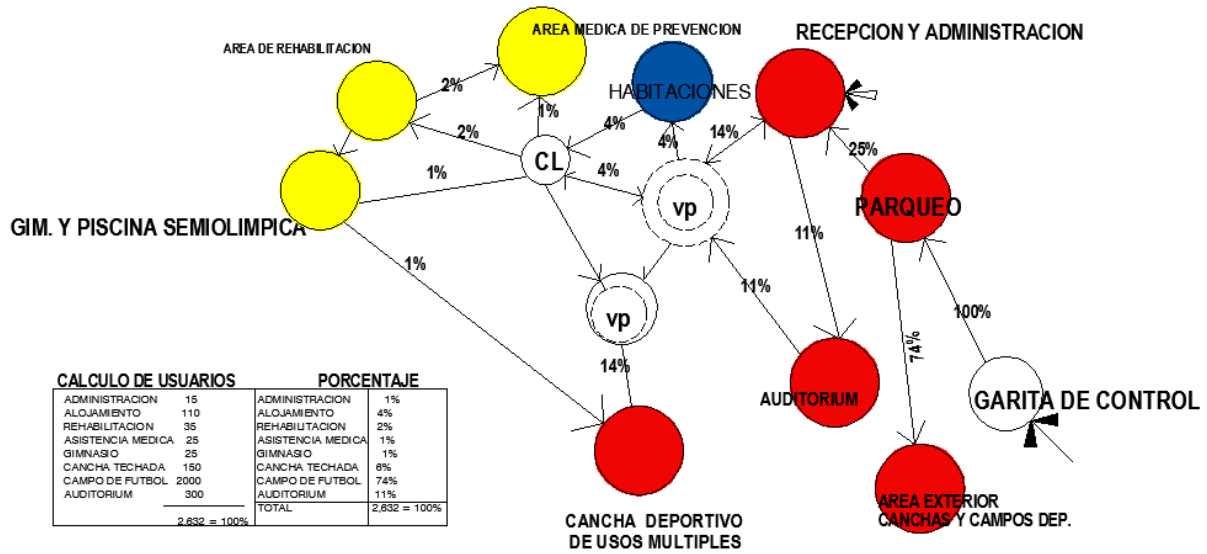 AREA MEDICA DE PREVENCION
RECEPCION Y ADMINISTRACION
AREA DE REHABILITACION
2%
HABITACIONES
1%
4%
14%
2%
4%
25%
CL
4%
1%
vp
PARQUEO
GIM. Y PISCINA SEMIOLIMPICA
11%
1%
11%
100%
vp
74%
14%
AUDITORIUM
GARITA DE CONTROL
CALCULO DE USUARIOS PORCENTAJE
ADMINISTRACION 15 ADMINISTRACION 1%
ALOJAMIENTO 110 ALOJAMIENTO 4%
REHABILITACION 35 REHABILITACION 2%
ASISTENCIA MEDICA 25 ASISTENCIA MEDICA 1%
GIMNASIO 25 GIMNASIO 1%
CANCHA TECHADA 150 CANCHA TECHADA 6%
CAMPO DE FUTBOL 2000 CAMPO DE FUTBOL 74%
AUDITORIUM 300 AUDITORIUM 11%
TOTAL 2,632 = 100%
2,632 = 100%
AREA EXTERIOR
CANCHAS Y CAMPOS DEP.
CANCHA DEPORTIVO
DE USOS MULTIPLES